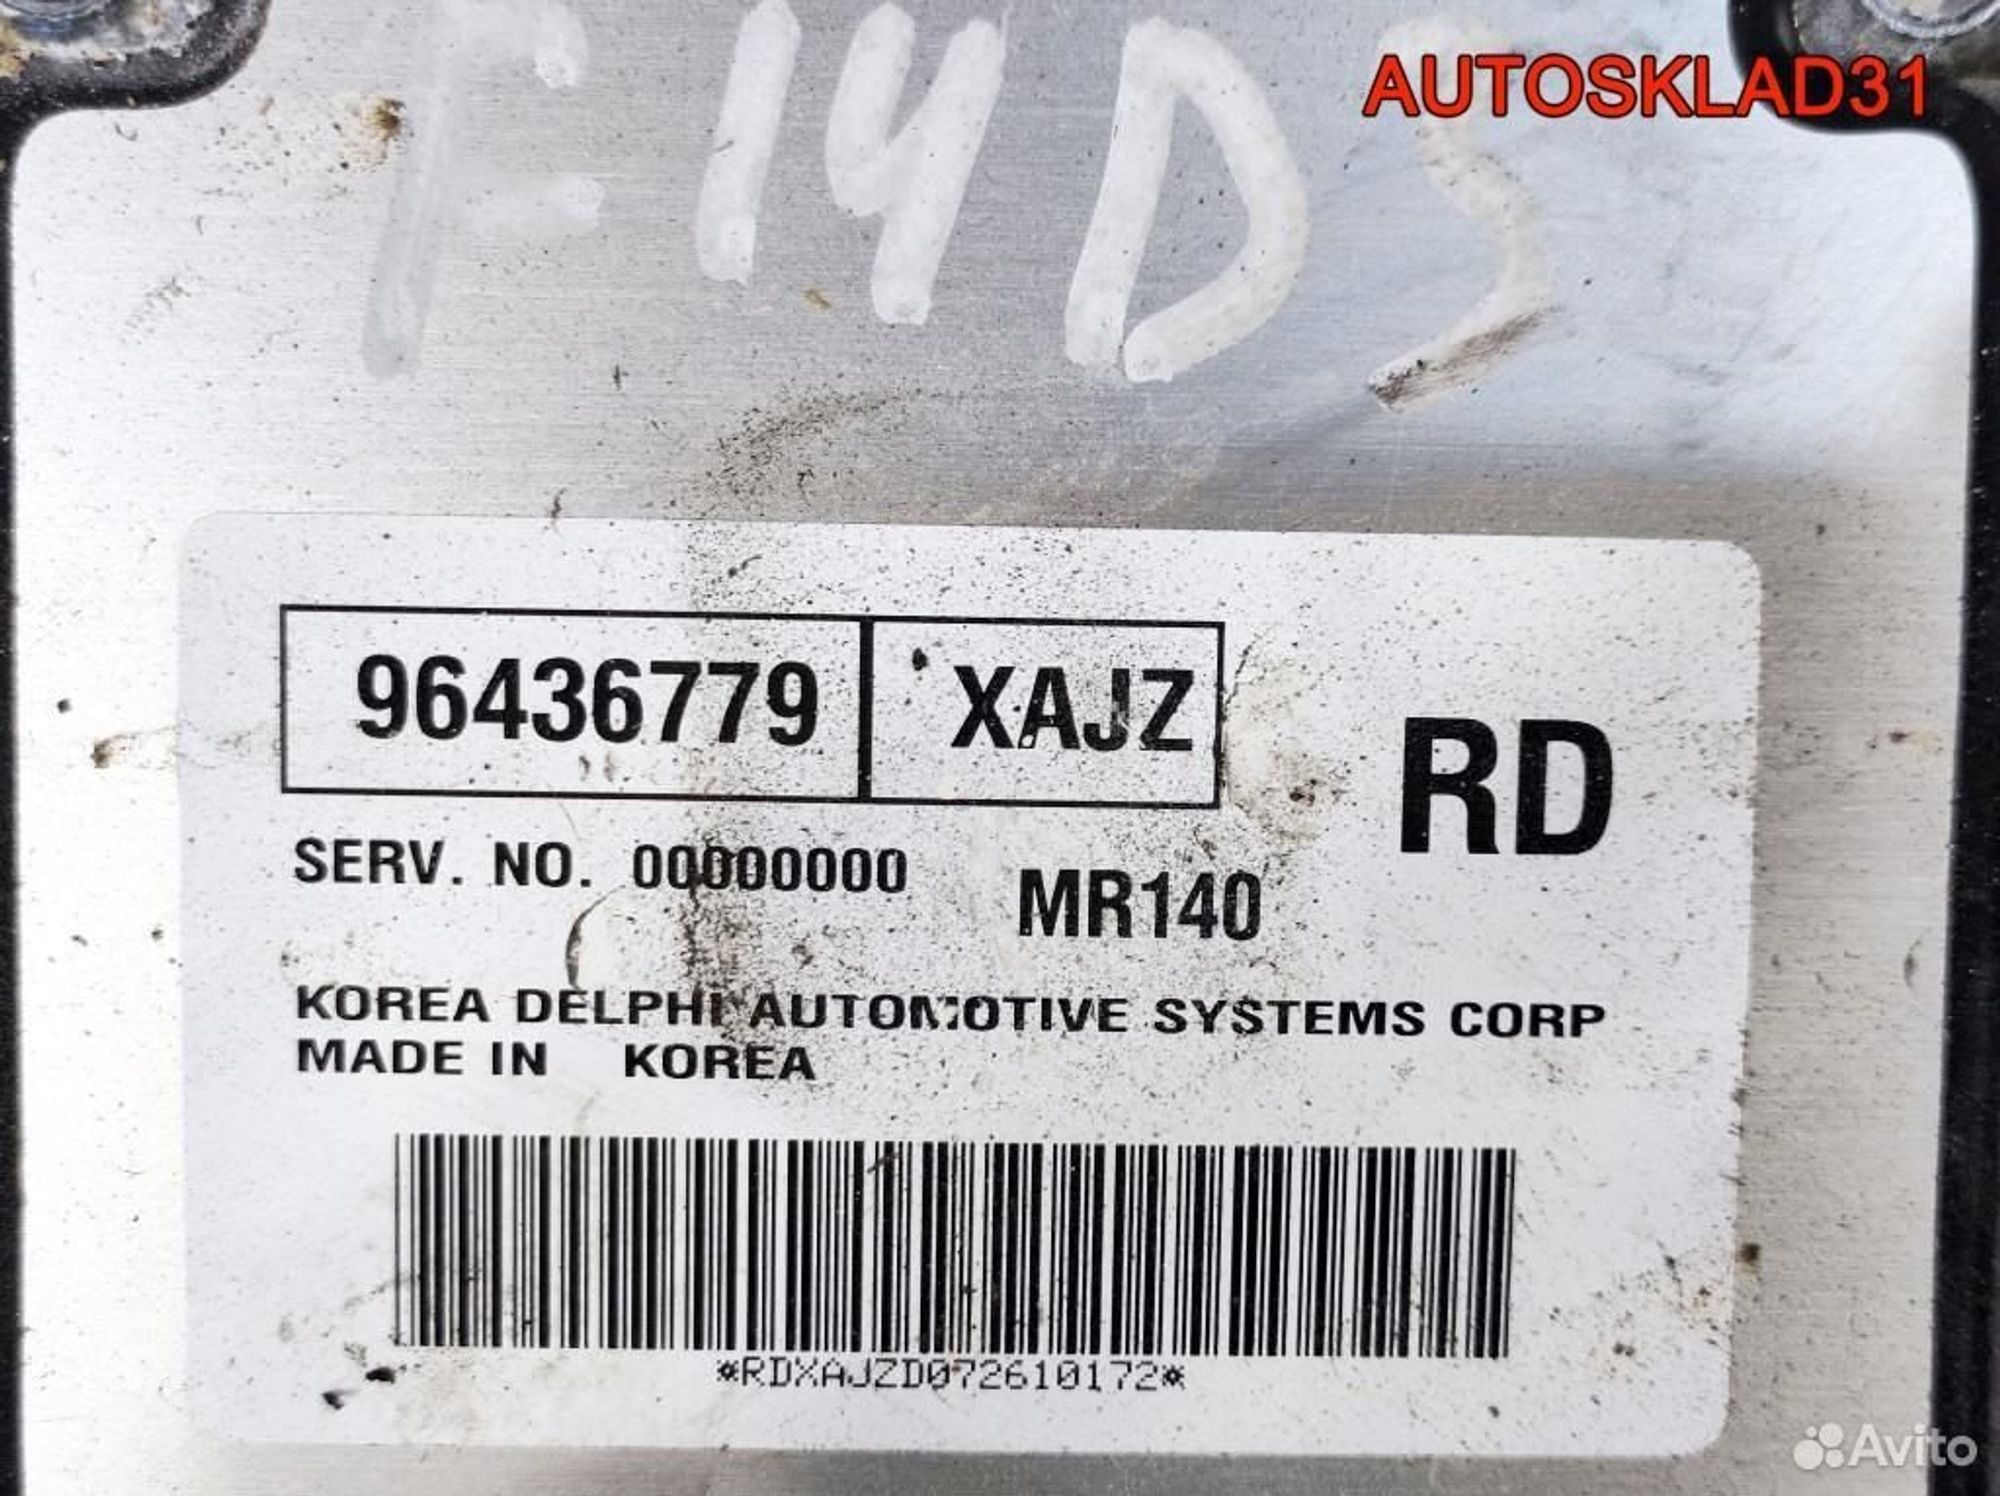 AUTOSKLAD31
F14D3
96436779 XAJZ
RD
SERV. NO. 00000000 MR140
KOREA DELPHI AUTOMOTIVE SYSTEMS CORP
MADE IN KOREA
*RDXAJZD072610172*
Avito